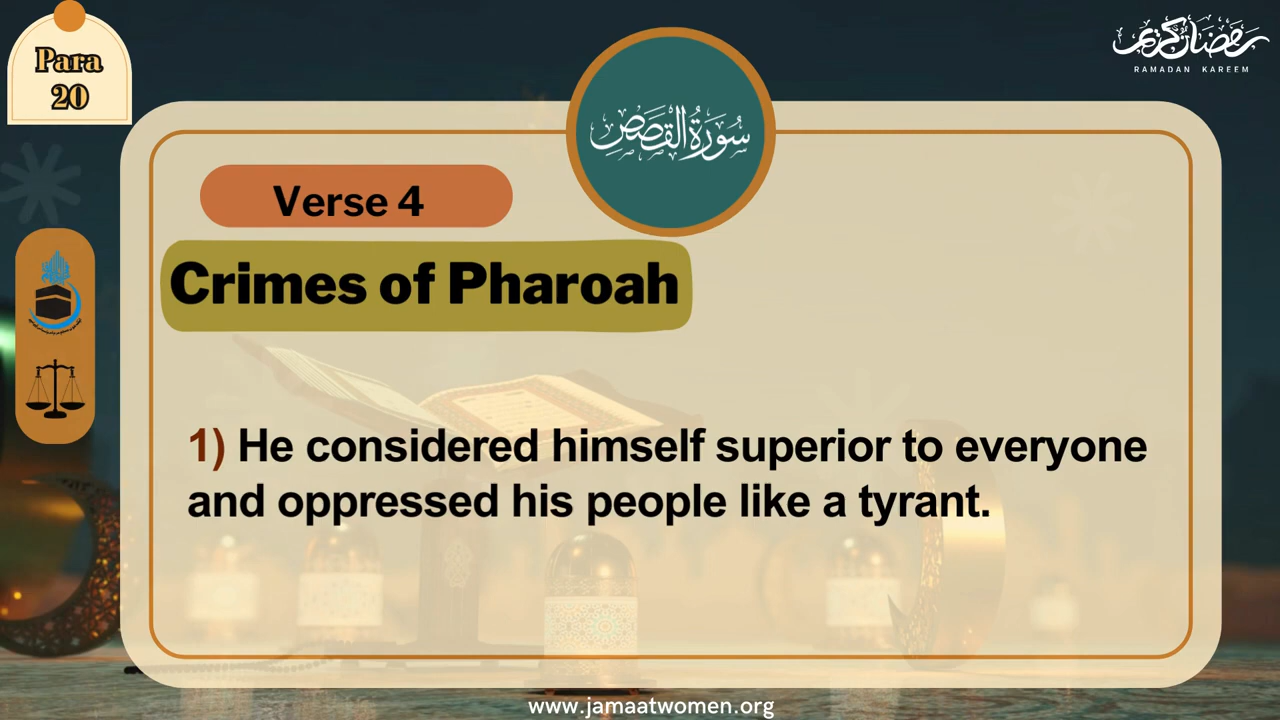 Para
20
رمضان كريم
RAMADAN KAREEM
سُورَةُ القَصَصِ
Verse 4
Crimes of Pharoah
1) He considered himself superior to everyone
and oppressed his people like a tyrant.
www.jamaatwomen.org